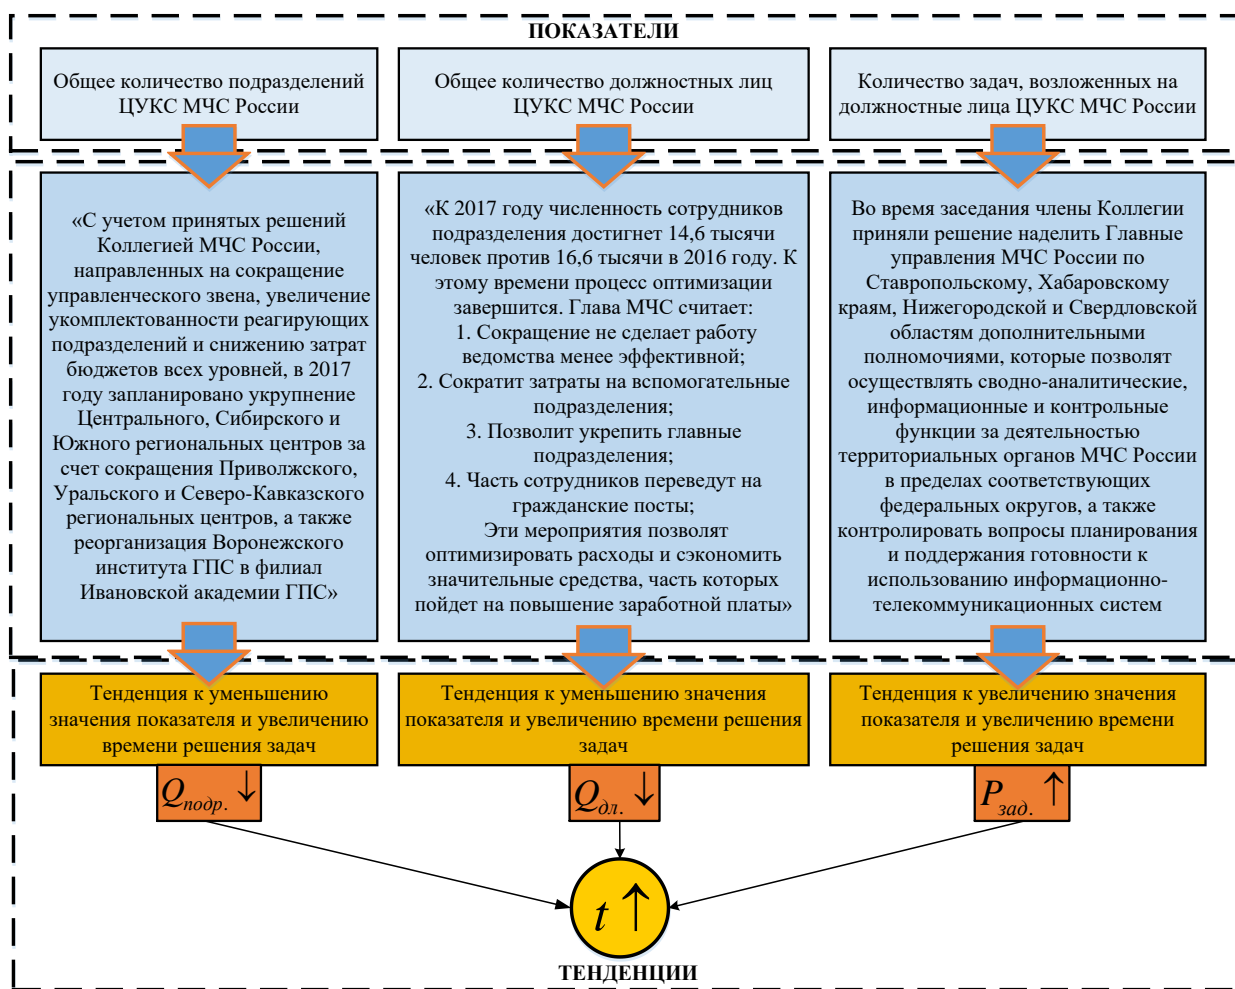 ПОКАЗАТЕЛИ
Общее количество подразделений
ЦУКС МЧС России
Общее количество должностных лиц
ЦУКС МЧС России
Количество задач, возложенных на
должностные лица ЦУКС МЧС России
«С учетом принятых решений
Коллегией МЧС России,
направленных на сокращение
управленческого звена, увеличение
укомплектованности реагирующих
подразделений и снижению затрат
бюджетов всех уровней, в 2017
году запланировано укрупнение
Центрального, Сибирского и
Южного региональных центров за
счет сокращения Приволжского,
Уральского и Северо-Кавказского
региональных центров, а также
реорганизация Воронежского
института ГПС в филиал
Ивановской академии ГПС»
«К 2017 году численность сотрудников
подразделения достигнет 14,6 тысячи
человек против 16,6 тысячи в 2016 году. К
этому времени процесс оптимизации
завершится. Глава МЧС считает:
1. Сокращение не сделает работу
ведомства менее эффективной;
2. Сократит затраты на вспомогательные
подразделения;
3. Позволит укрепить главные
подразделения;
4. Часть сотрудников переведут на
гражданские посты;
Эти мероприятия позволят
оптимизировать расходы и сэкономить
значительные средства, часть которых
пойдет на повышение заработной платы»
Во время заседания члены Коллегии
приняли решение наделить Главные
управления МЧС России по
Ставропольскому, Хабаровскому
краям, Нижегородской и Свердловской
областям дополнительными
полномочиями, которые позволят
осуществлять сводно-аналитические,
информационные и контрольные
функции за деятельностью
территориальных органов МЧС России
в пределах соответствующих
федеральных округов, а также
контролировать вопросы планирования
и поддержания готовности к
использованию информационно-
телекоммуникационных систем
Тенденция к уменьшению
значения показателя и увеличению
времени решения задач
Тенденция к уменьшению значения
показателя и увеличению времени решения
задач
Тенденция к увеличению значения
показателя и увеличению времени
решения задач
Qподр. ↓
Qдл. ↓
Pзад. ↑
t ↑
ТЕНДЕНЦИИ